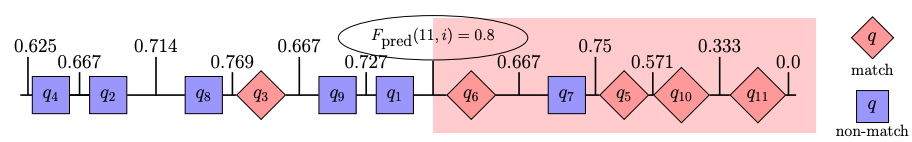 F_pred(11, i) = 0.8
0.625 0.667 0.714 0.769 0.667 0.727 0.667 0.75 0.571 0.333 0.0
q₄ q₂ q₈ q₃ q₉ q₁ q₆ q₇ q₅ q₁₀ q₁₁
q
match
q
non-match